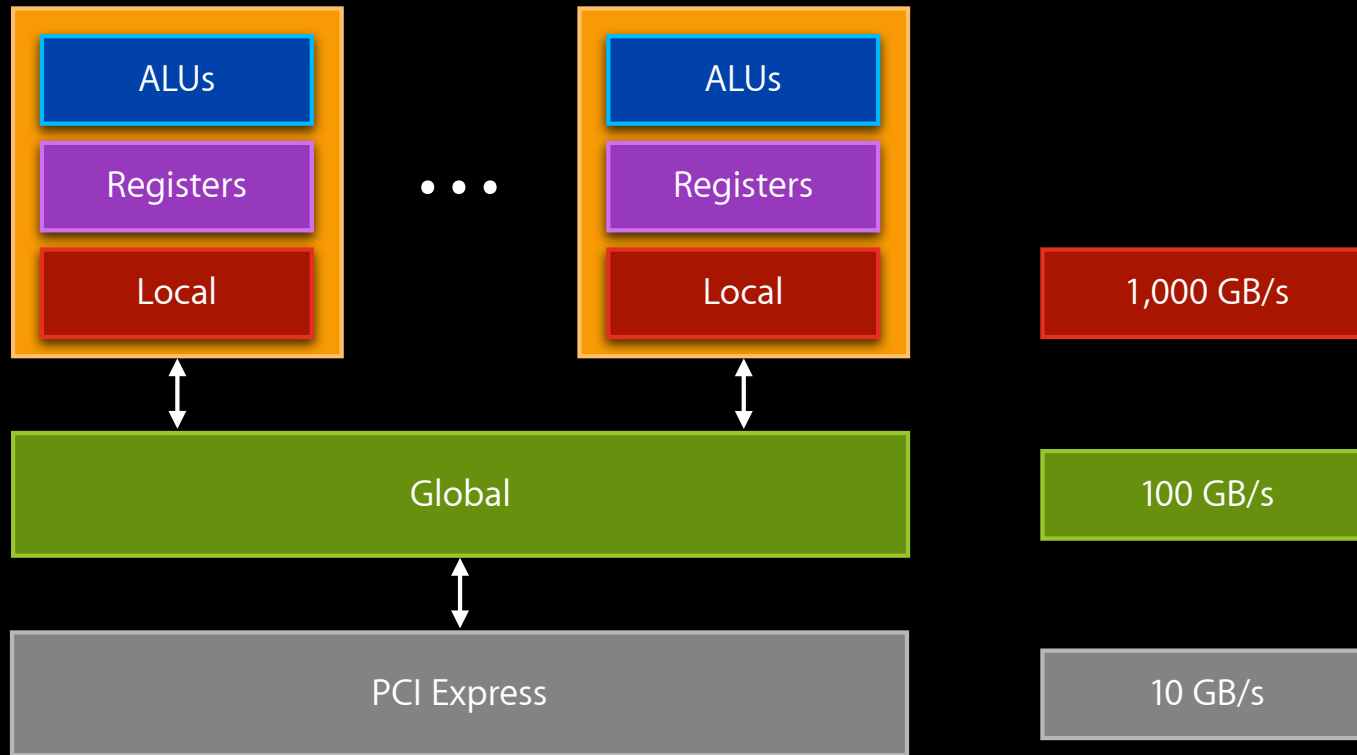 ALUs
ALUs
Registers
• • •
Registers
Local
Local
1,000 GB/s
Global
100 GB/s
PCI Express
10 GB/s